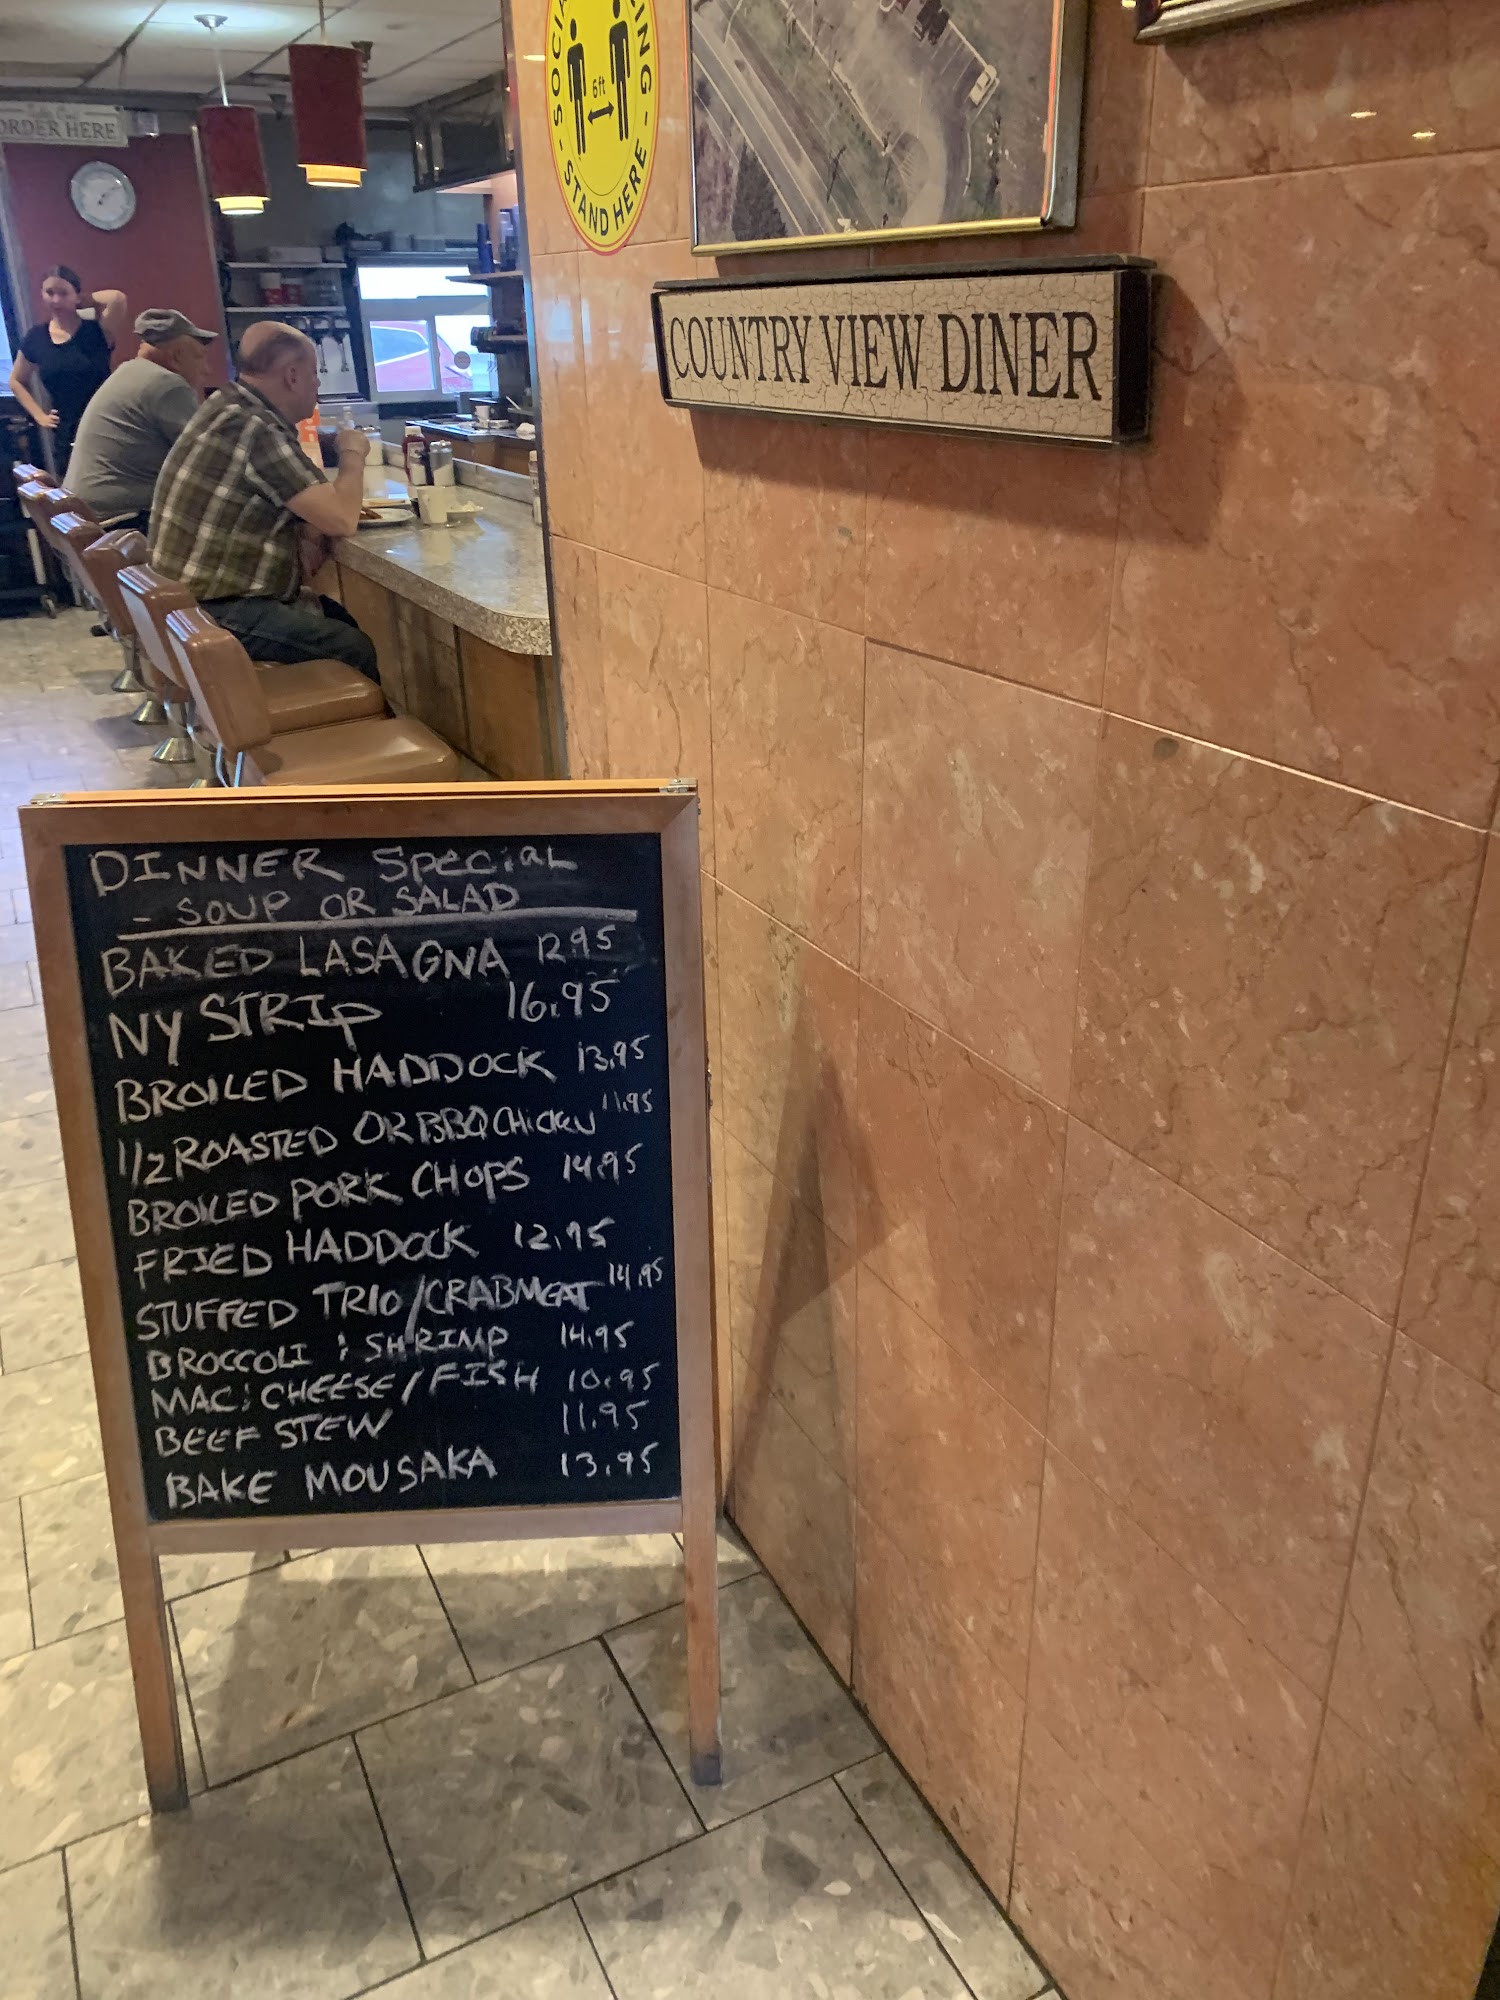 ORDER HERE
6ft
STAND HERE
COUNTRY VIEW DINER
DINNER SPECIAL
- SOUP OR SALAD
BAKED LASAGNA 12.95
NY STRIP 16.95
BROILED HADDOCK 13.95
1/2 ROASTED OR BBQ CHICKEN 11.95
BROILED PORK CHOPS 14.95
FRIED HADDOCK 12.95
STUFFED TRIO/CRABMEAT 14.95
BROCCOLI : SHRIMP 14.95
MAC : CHEESE/FISH 10.95
BEEF STEW 11.95
BAKE MOUSAKA 13.95